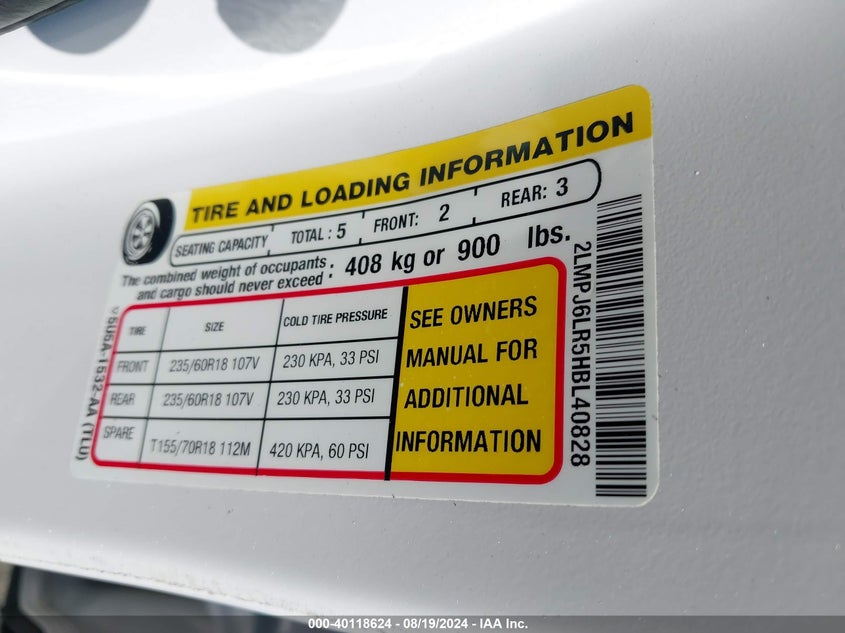 TIRE AND LOADING INFORMATION
SEATING CAPACITY TOTAL : 5 FRONT: 2 REAR: 3
The combined weight of occupants and cargo should never exceed : 408 kg or 900 lbs.
TIRE SIZE COLD TIRE PRESSURE
FRONT 235/60R18 107V 230 KPA, 33 PSI
REAR 235/60R18 107V 230 KPA, 33 PSI
SPARE T155/70R18 112M 420 KPA, 60 PSI
SEE OWNERS
MANUAL FOR
ADDITIONAL
INFORMATION
2LMPJ6LR5HBL40828
000-40118624 - 08/19/2024 - IAA Inc.